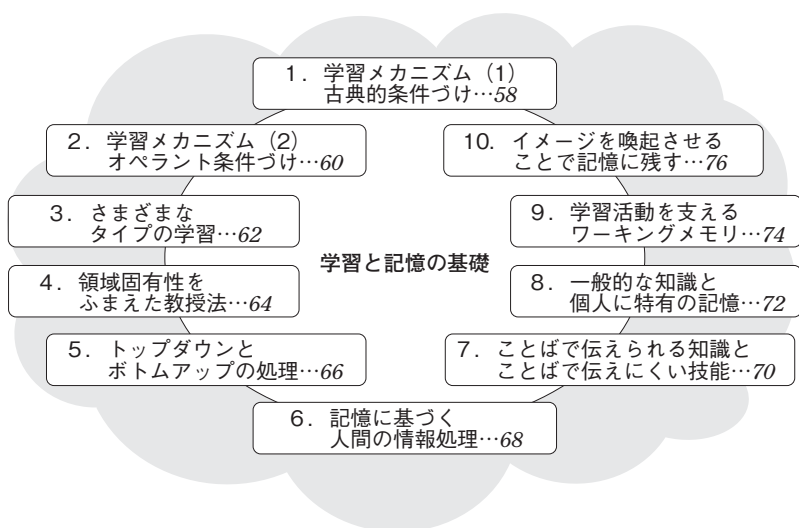 1．学習メカニズム（1）
古典的条件づけ…58
2．学習メカニズム（2）
オペラント条件づけ…60
3．さまざまな
タイプの学習…62
4．領域固有性を
ふまえた教授法…64
5．トップダウンと
ボトムアップの処理…66
6．記憶に基づく
人間の情報処理…68
7．ことばで伝えられる知識と
ことばで伝えにくい技能…70
8．一般的な知識と
個人に特有の記憶…72
9．学習活動を支える
ワーキングメモリ…74
10．イメージを喚起させる
ことで記憶に残す…76
学習と記憶の基礎